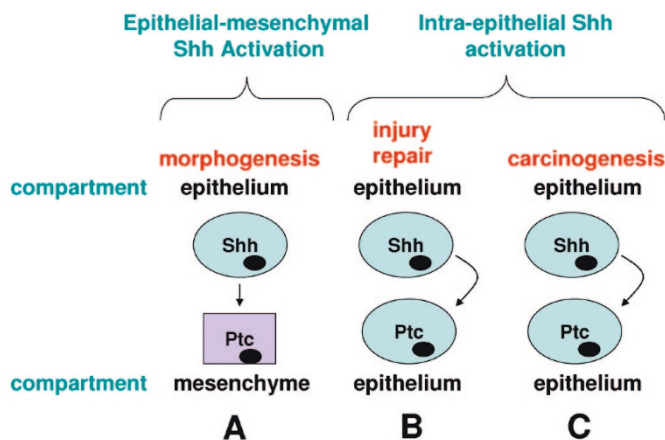 Epithelial-mesenchymal
Shh Activation
Intra-epithelial Shh
activation
morphogenesis
injury
repair
carcinogenesis
compartment epithelium epithelium epithelium
Shh Shh Shh
Ptc Ptc Ptc
compartment mesenchyme epithelium epithelium
A B C